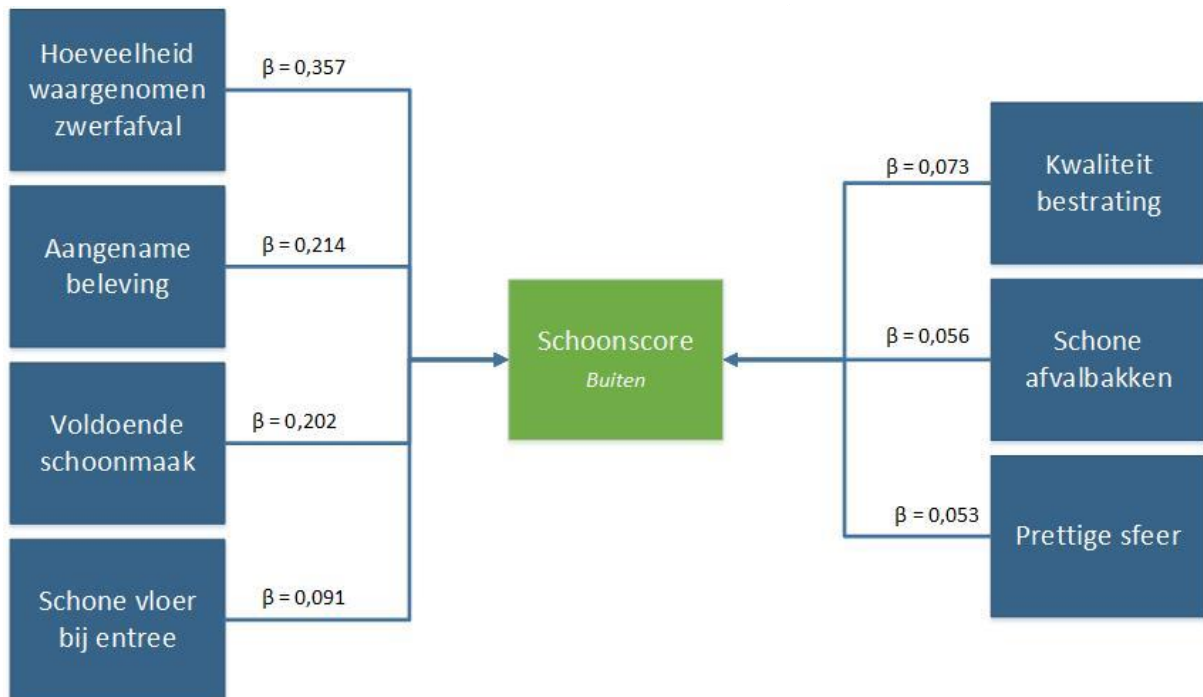 Hoeveelheid
waargenomen
zwerfafval
β = 0,357
Aangename
beleving
β = 0,214
Voldoende
schoonmaak
β = 0,202
Schone vloer
bij entree
β = 0,091
Schoonscore
Buiten
β = 0,073
Kwaliteit
bestrating
β = 0,056
Schone
afvalbakken
β = 0,053
Prettige sfeer